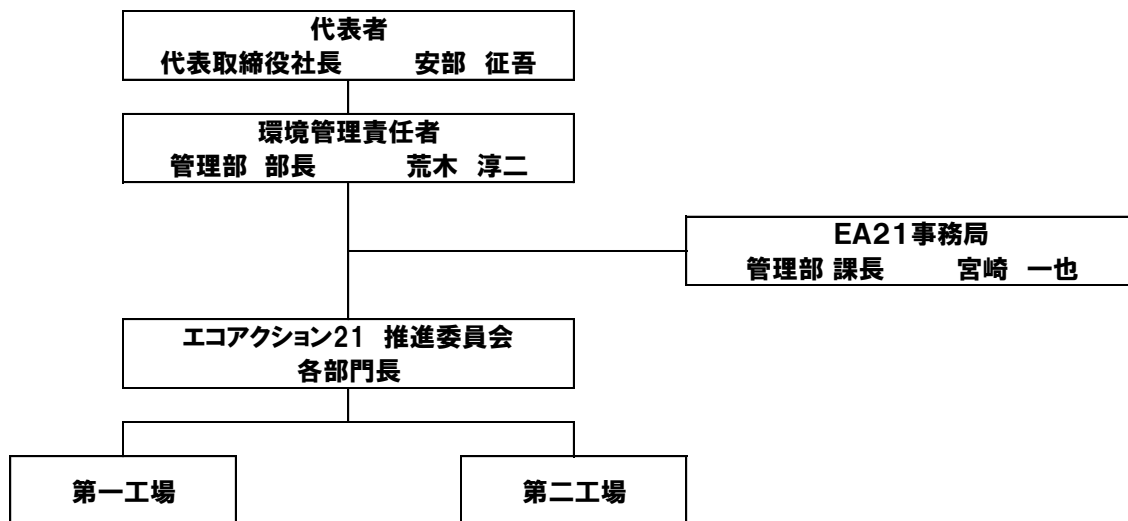 代表者
代表取締役社長 安部 征吾
環境管理責任者
管理部 部長 荒木 淳二
EA21事務局
管理部 課長 宮崎 一也
エコアクション21 推進委員会
各部門長
第一工場
第二工場